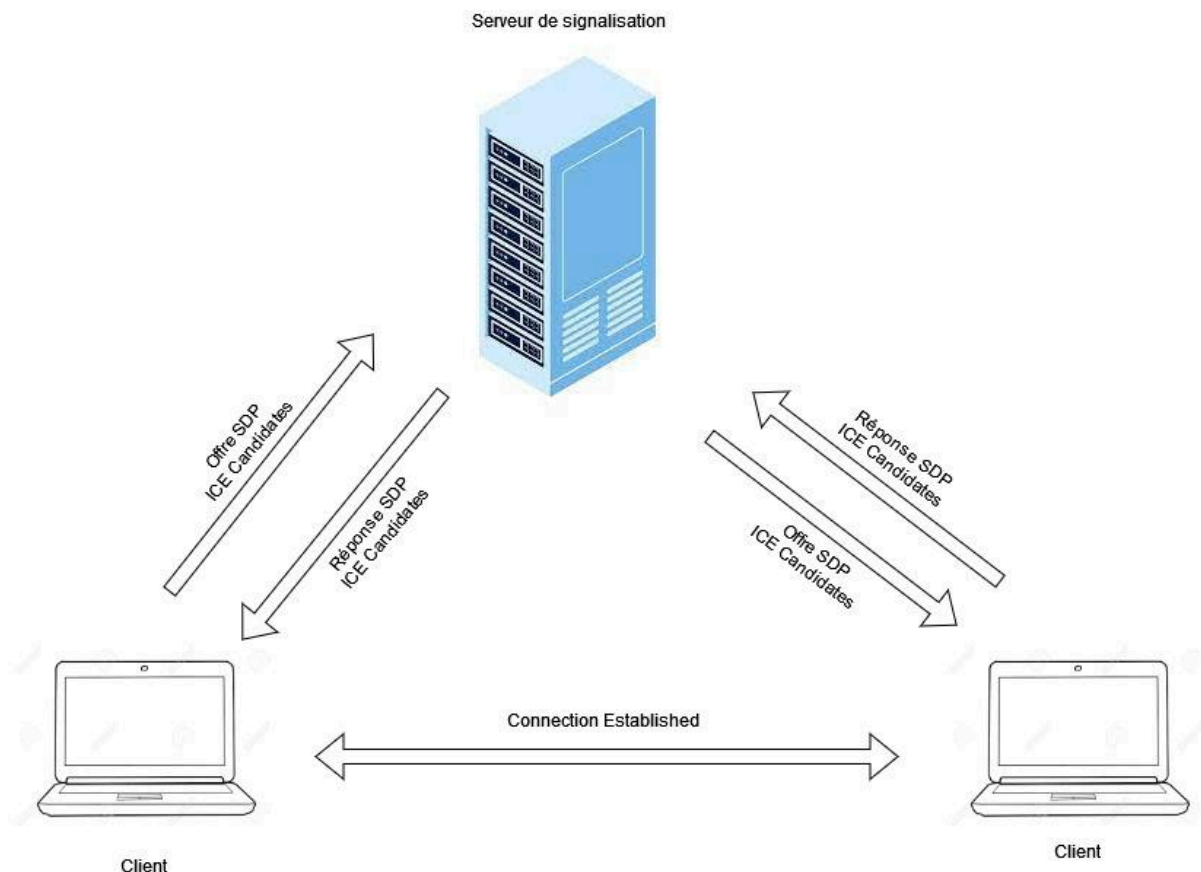 Serveur de signalisation
Offre SDP
ICE Candidates
Réponse SDP
ICE Candidates
Réponse SDP
ICE Candidates
Offre SDP
ICE Candidates
Connection Established
Client
Client